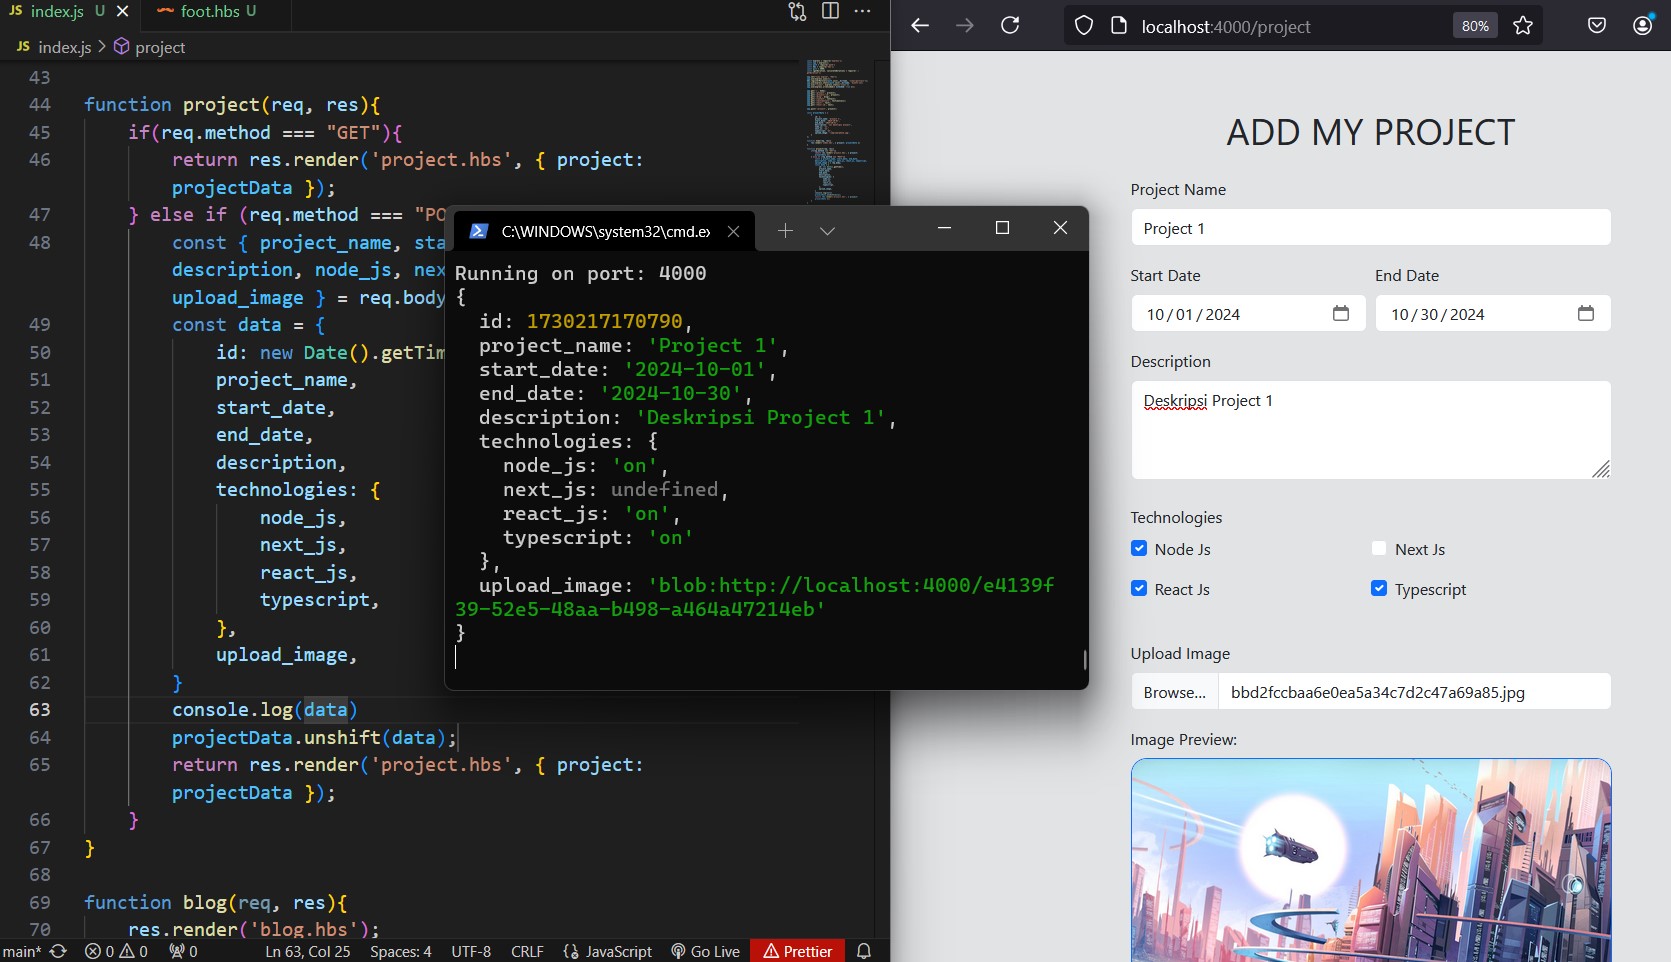 JS index.js U
foot.hbs U
JS index.js > project
43
44 function project(req, res){
45 if(req.method === "GET"){
46 return res.render('project.hbs', { project:
projectData });
47 } else if (req.method === "PO
48 const { project_name, sta
description, node_js, nex
upload_image } = req.body
49 const data = {
50 id: new Date().getTim
51 project_name,
52 start_date,
53 end_date,
54 description,
55 technologies: {
56 node_js,
57 next_js,
58 react_js,
59 typescript,
60 },
61 upload_image,
62 }
63 console.log(data)
64 projectData.unshift(data);
65 return res.render('project.hbs', { project:
projectData });
66 }
67 }
68
69 function blog(req, res){
70 res.render('blog.hbs');
main* 0 0 0 Ln 63, Col 25 Spaces: 4 UTF-8 CRLF JavaScript Go Live Prettier
C:\WINDOWS\system32\cmd.ex
Running on port: 4000
{
id: 1730217170790,
project_name: 'Project 1',
start_date: '2024-10-01',
end_date: '2024-10-30',
description: 'Deskripsi Project 1',
technologies: {
node_js: 'on',
next_js: undefined,
react_js: 'on',
typescript: 'on'
},
upload_image: 'blob:http://localhost:4000/e4139f
39-52e5-48aa-b498-a464a47214eb'
}
localhost:4000/project 80%
ADD MY PROJECT
Project Name
Project 1
Start Date End Date
10/01/2024 10/30/2024
Description
Deskripsi Project 1
Technologies
Node Js Next Js
React Js Typescript
Upload Image
Browse... bbd2fccbaa6e0ea5a34c7d2c47a69a85.jpg
Image Preview: